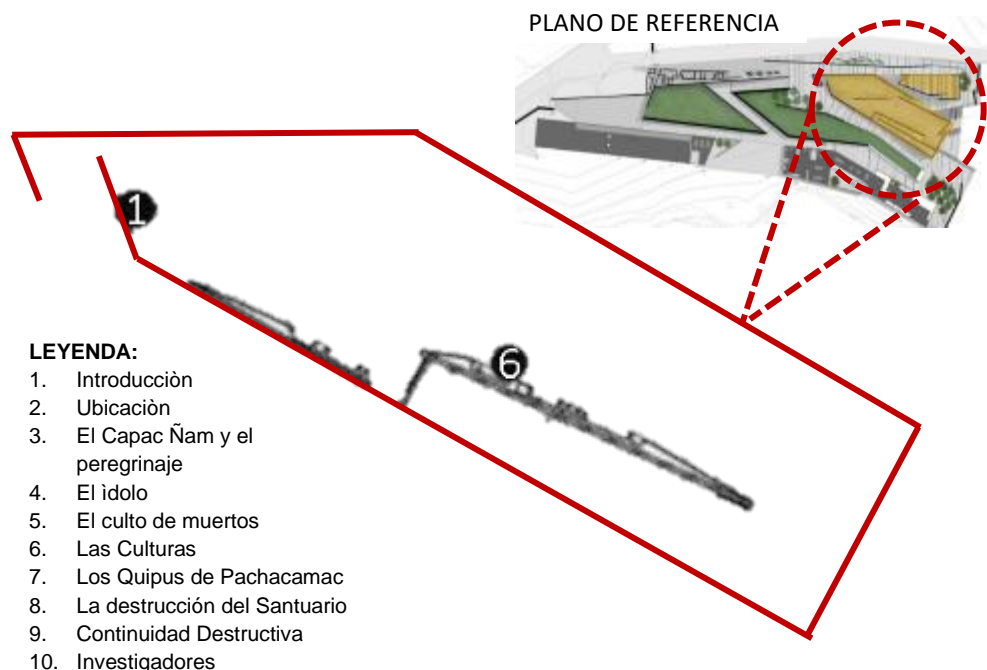 PLANO DE REFERENCIA
1
6
LEYENDA:
1. Introducciòn
2. Ubicaciòn
3. El Capac Ñam y el
peregrinaje
4. El ìdolo
5. El culto de muertos
6. Las Culturas
7. Los Quipus de Pachacamac
8. La destrucción del Santuario
9. Continuidad Destructiva
10. Investigadores